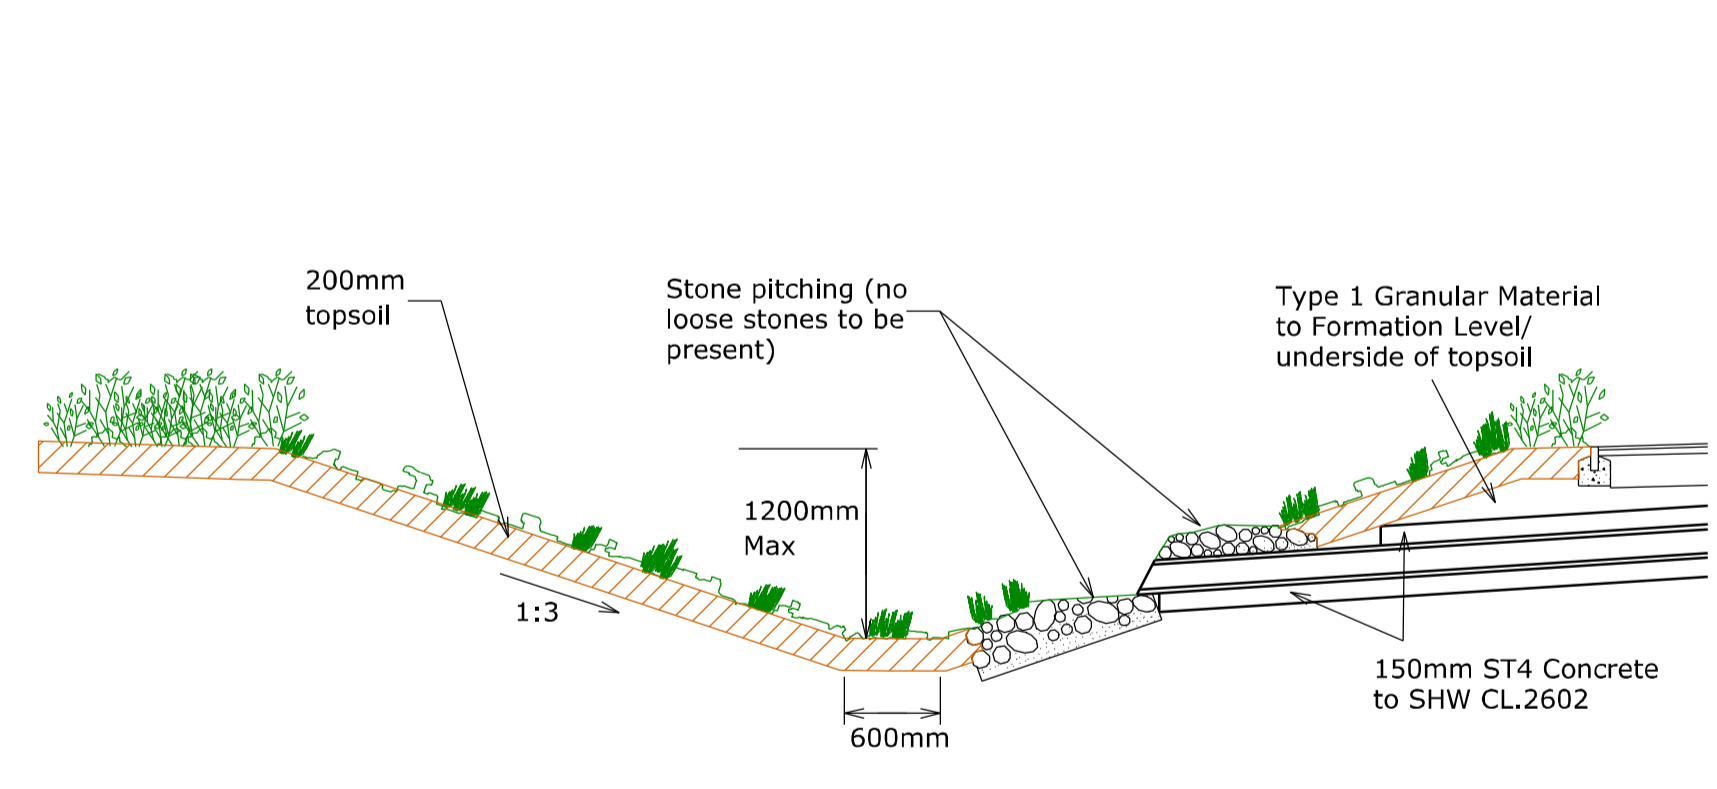 200mm
topsoil
Stone pitching (no
loose stones to be
present)
Type 1 Granular Material
to Formation Level/
underside of topsoil
1200mm
Max
1:3
150mm ST4 Concrete
to SHW CL.2602
600mm